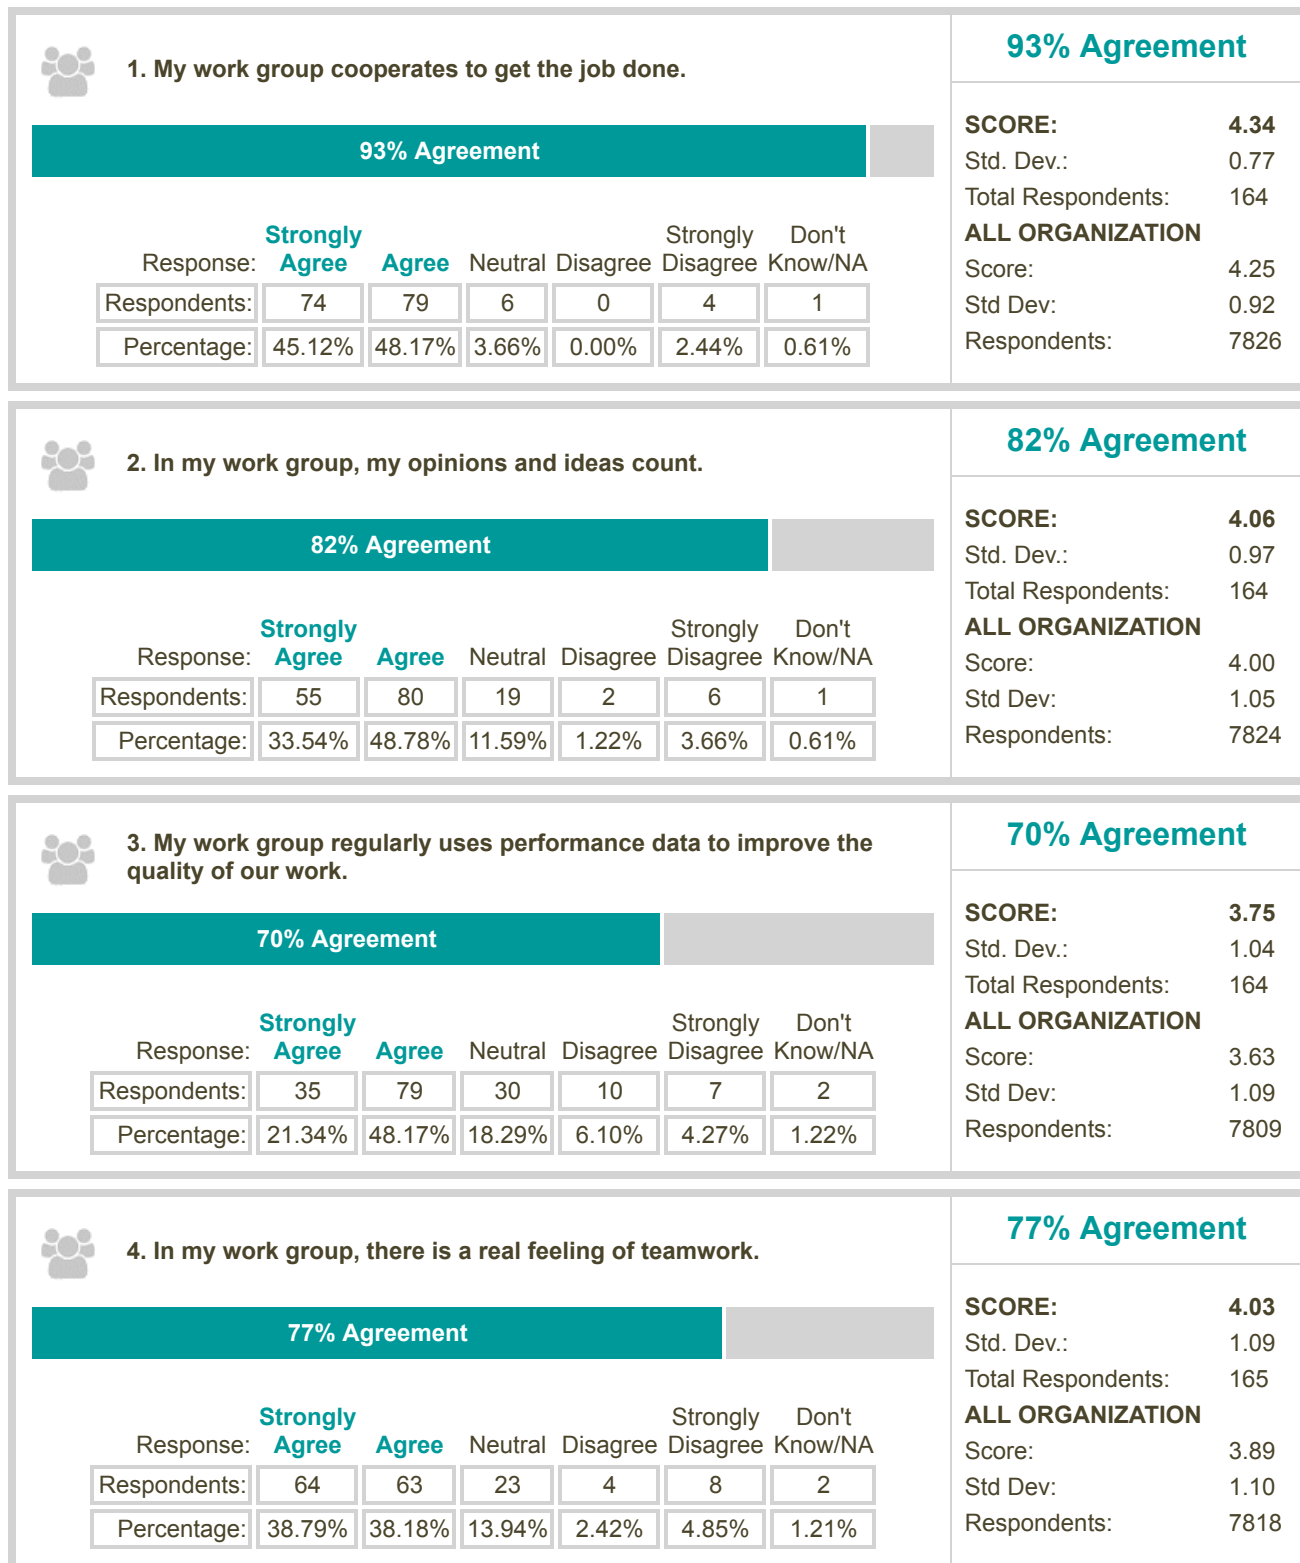 1. My work group cooperates to get the job done.
93% Agreement
Strongly Agree Agree Neutral Disagree Strongly Disagree Don't Know/NA
Response:
Respondents: 74 79 6 0 4 1
Percentage: 45.12% 48.17% 3.66% 0.00% 2.44% 0.61%
93% Agreement
SCORE: 4.34
Std. Dev.: 0.77
Total Respondents: 164
ALL ORGANIZATION
Score: 4.25
Std Dev: 0.92
Respondents: 7826
2. In my work group, my opinions and ideas count.
82% Agreement
Strongly Agree Agree Neutral Disagree Strongly Disagree Don't Know/NA
Response:
Respondents: 55 80 19 2 6 1
Percentage: 33.54% 48.78% 11.59% 1.22% 3.66% 0.61%
82% Agreement
SCORE: 4.06
Std. Dev.: 0.97
Total Respondents: 164
ALL ORGANIZATION
Score: 4.00
Std Dev: 1.05
Respondents: 7824
3. My work group regularly uses performance data to improve the
quality of our work.
70% Agreement
Strongly Agree Agree Neutral Disagree Strongly Disagree Don't Know/NA
Response:
Respondents: 35 79 30 10 7 2
Percentage: 21.34% 48.17% 18.29% 6.10% 4.27% 1.22%
70% Agreement
SCORE: 3.75
Std. Dev.: 1.04
Total Respondents: 164
ALL ORGANIZATION
Score: 3.63
Std Dev: 1.09
Respondents: 7809
4. In my work group, there is a real feeling of teamwork.
77% Agreement
Strongly Agree Agree Neutral Disagree Strongly Disagree Don't Know/NA
Response:
Respondents: 64 63 23 4 8 2
Percentage: 38.79% 38.18% 13.94% 2.42% 4.85% 1.21%
77% Agreement
SCORE: 4.03
Std. Dev.: 1.09
Total Respondents: 165
ALL ORGANIZATION
Score: 3.89
Std Dev: 1.10
Respondents: 7818